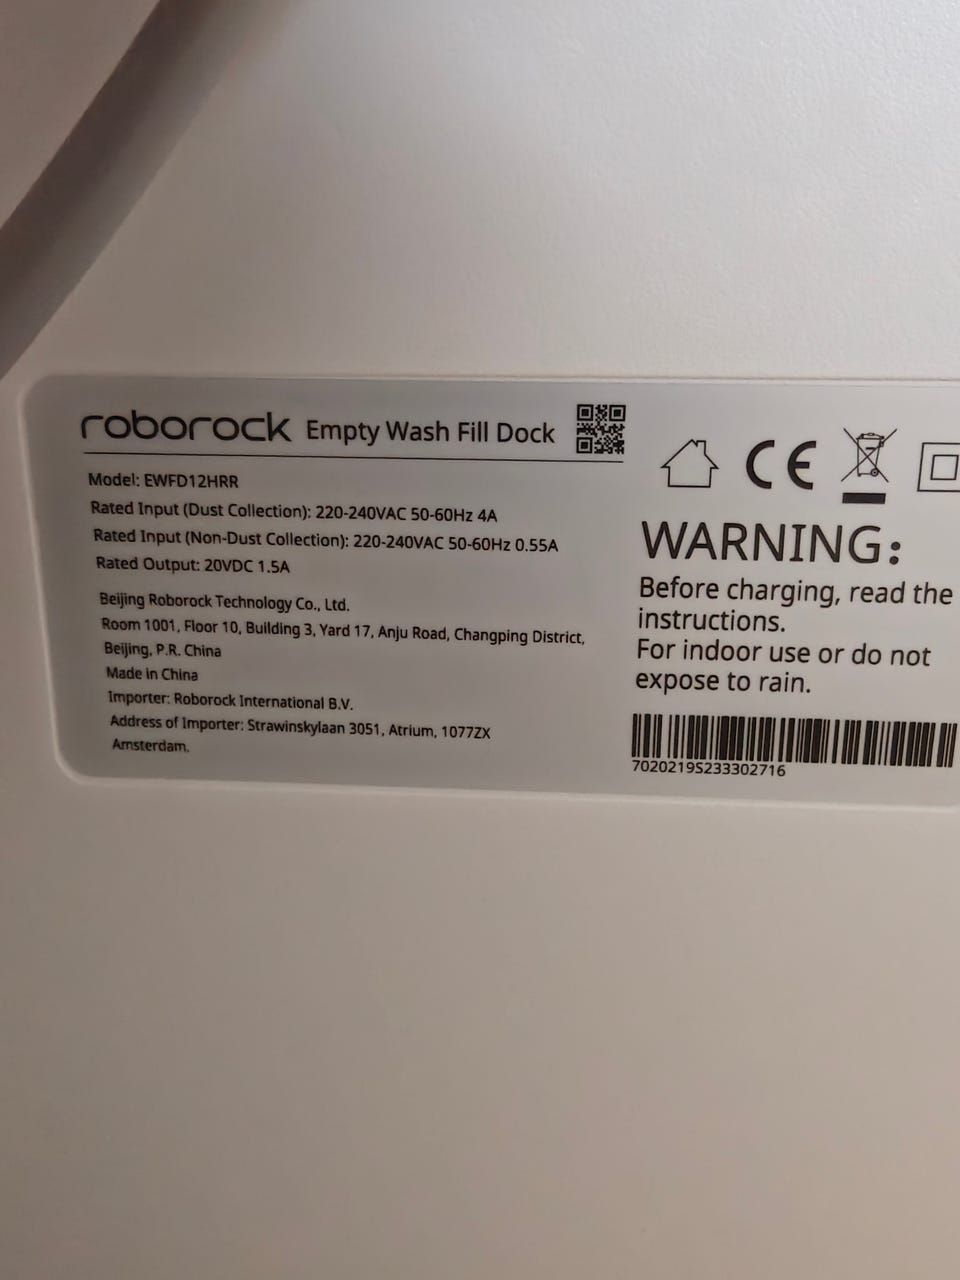 roborock Empty Wash Fill Dock
Model: EWFD12HRR
Rated Input (Dust Collection): 220-240VAC 50-60Hz 4A
Rated Input (Non-Dust Collection): 220-240VAC 50-60Hz 0.55A
Rated Output: 20VDC 1.5A
Beijing Roborock Technology Co., Ltd.
Room 1001, Floor 10, Building 3, Yard 17, Anju Road, Changping District,
Beijing, P.R. China
Made in China
Importer: Roborock International B.V.
Address of Importer: Strawinskylaan 3051, Atrium, 1077ZX
Amsterdam.
CE
WARNING:
Before charging, read the
instructions.
For indoor use or do not
expose to rain.
7020219S233302716